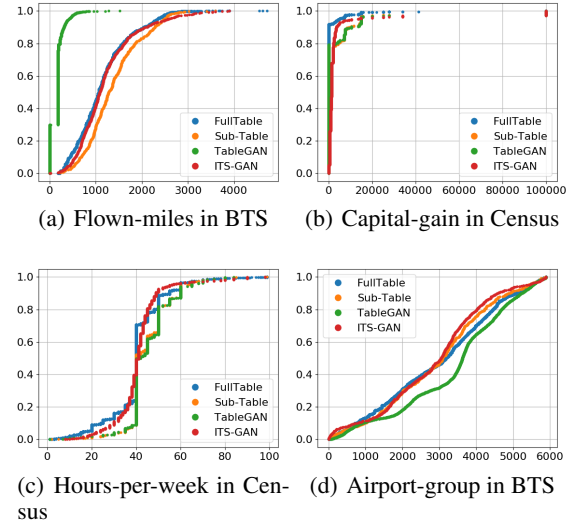 1.0
0.8
0.6
0.4
0.2
0.0
FullTable
Sub-Table
TableGAN
ITS-GAN
0 1000 2000 3000 4000
(a) Flown-miles in BTS
1.0
0.8
0.6
0.4
0.2
0.0
FullTable
Sub-Table
TableGAN
ITS-GAN
0 20000 40000 60000 80000 100000
(b) Capital-gain in Census
1.0
0.8
0.6
0.4
0.2
0.0
FullTable
Sub-Table
TableGAN
ITS-GAN
0 20 40 60 80 100
(c) Hours-per-week in Cen-
sus
1.0
0.8
0.6
0.4
0.2
0.0
FullTable
Sub-Table
TableGAN
ITS-GAN
0 1000 2000 3000 4000 5000 6000
(d) Airport-group in BTS